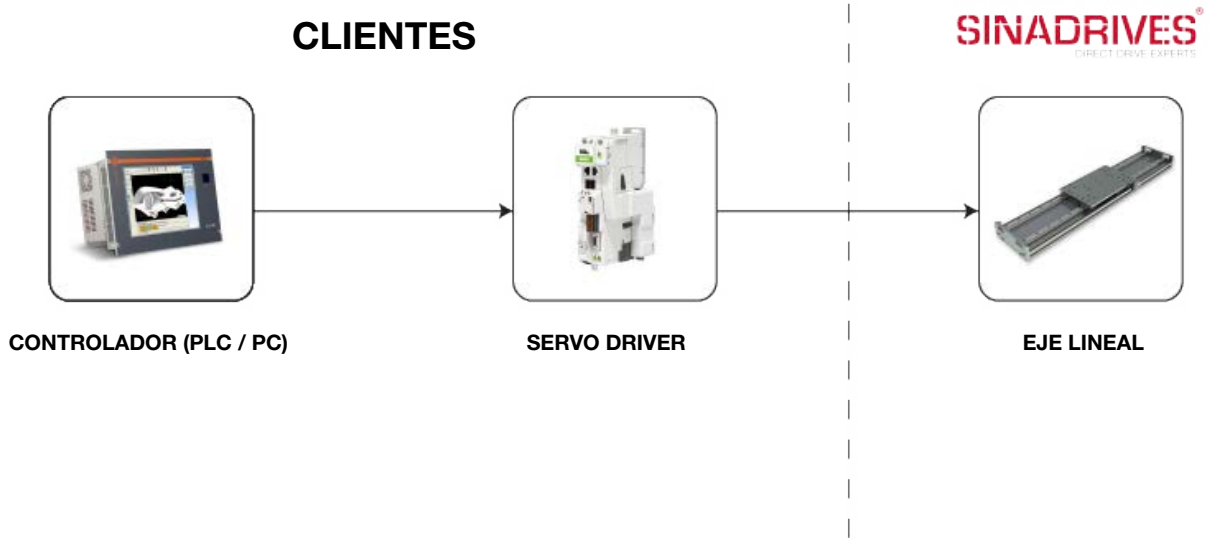 CLIENTES
SINADRIVES®
DIRECT DRIVE EXPERTS
CONTROLADOR (PLC / PC)
SERVO DRIVER
EJE LINEAL